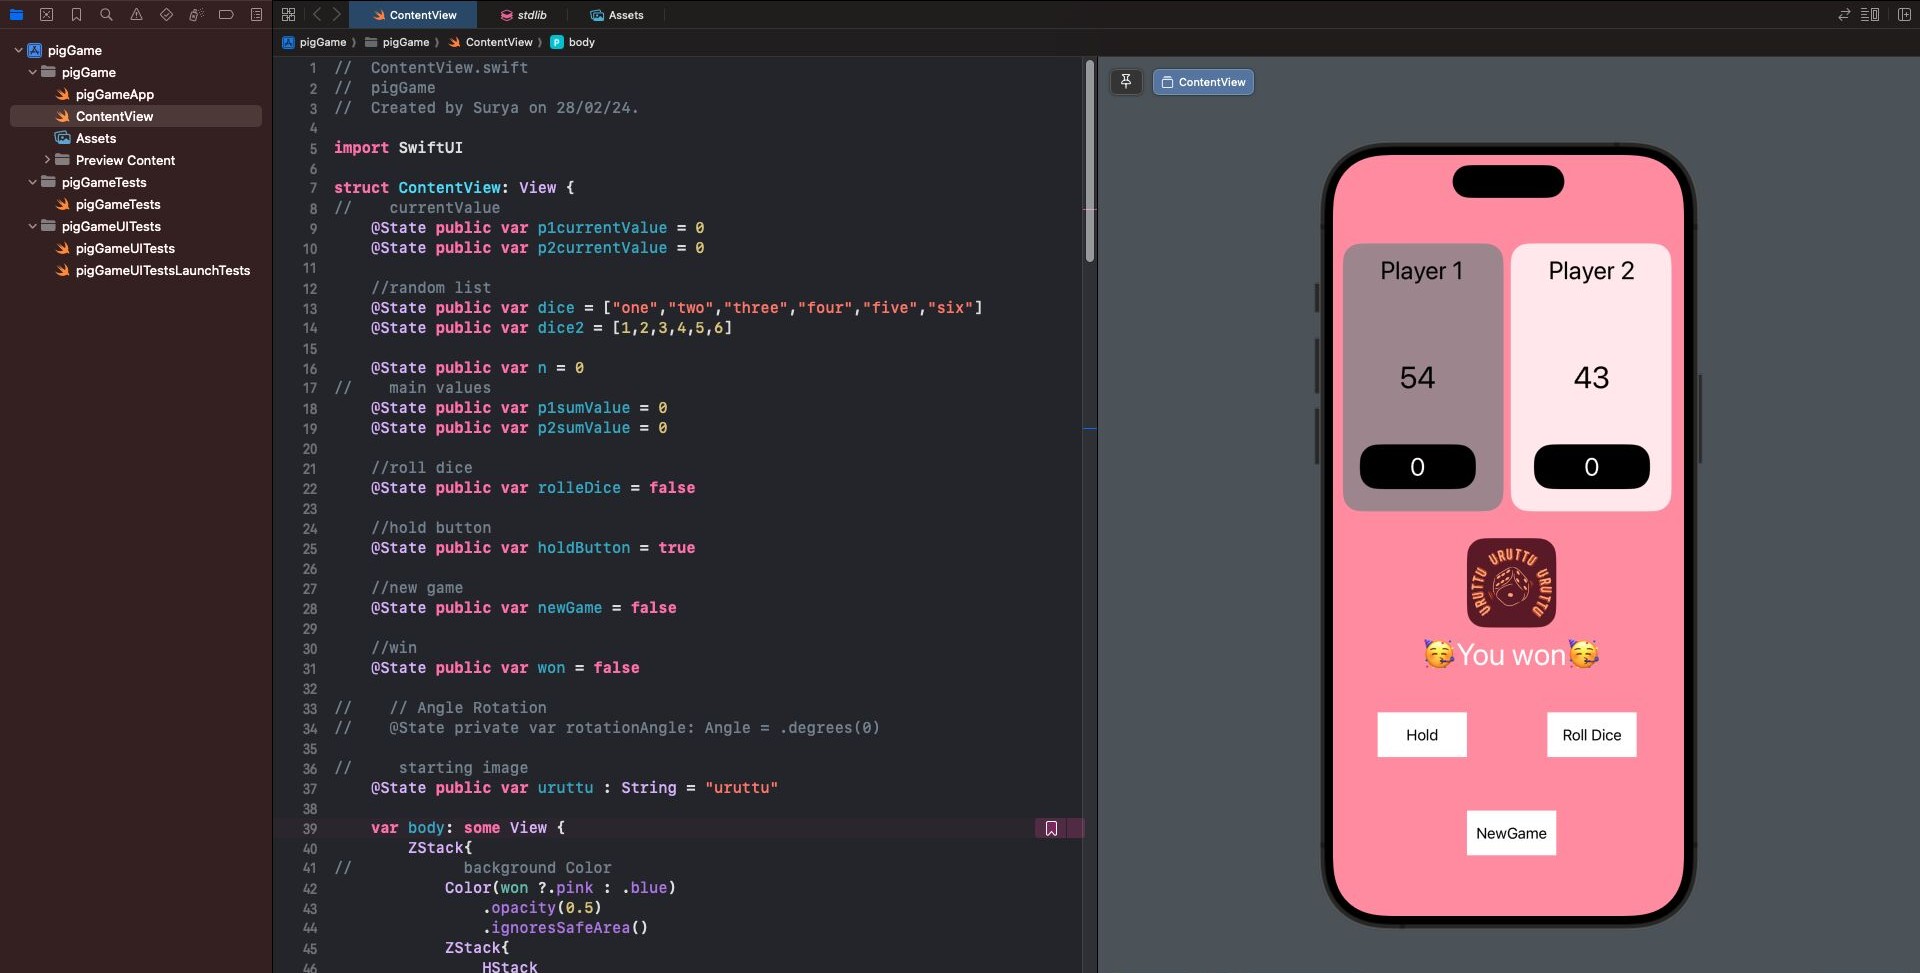 ContentView
stdlib
Assets
pigGame
pigGame
ContentView
body
pigGame
pigGame
pigGameApp
ContentView
Assets
Preview Content
pigGameTests
pigGameTests
pigGameUITests
pigGameUITests
pigGameUITestsLaunchTests
1 //  ContentView.swift
2 //  pigGame
3 //  Created by Surya on 28/02/24.
4
5 import SwiftUI
6
7 struct ContentView: View {
8 //    currentValue
9     @State public var p1currentValue = 0
10     @State public var p2currentValue = 0
11
12     //random list
13     @State public var dice = ["one","two","three","four","five","six"]
14     @State public var dice2 = [1,2,3,4,5,6]
15
16     @State public var n = 0
17 //    main values
18     @State public var p1sumValue = 0
19     @State public var p2sumValue = 0
20
21     //roll dice
22     @State public var rolleDice = false
23
24     //hold button
25     @State public var holdButton = true
26
27     //new game
28     @State public var newGame = false
29
30     //win
31     @State public var won = false
32
33 //    // Angle Rotation
34 //    @State private var rotationAngle: Angle = .degrees(0)
35
36 //     starting image
37     @State public var uruttu : String = "uruttu"
38
39     var body: some View {
40         ZStack{
41 //            background Color
42             Color(won ?.pink : .blue)
43                 .opacity(0.5)
44                 .ignoresSafeArea()
45             ZStack{
46                 HStack
ContentView
Player 1
Player 2
54
43
0
0
URUTTU URUTTU URUTTU
🥳You won🥳
Hold
Roll Dice
NewGame